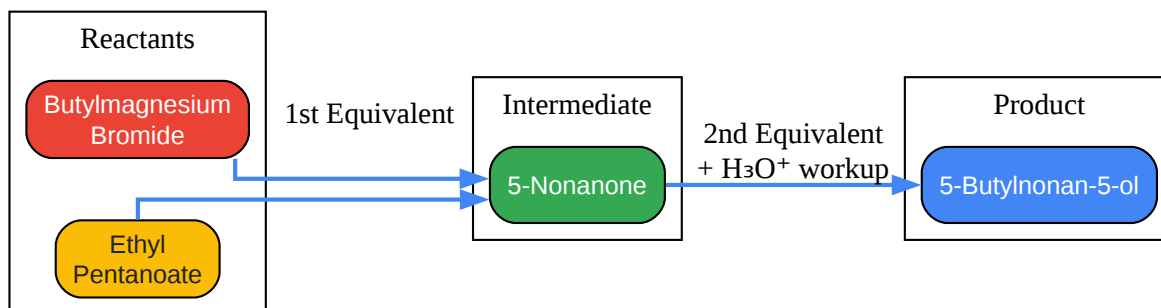 Reactants
Butylmagnesium
Bromide
Ethyl
Pentanoate
1st Equivalent
Intermediate
5-Nonanone
2nd Equivalent
+ H₃O⁺ workup
Product
5-Butylnonan-5-ol